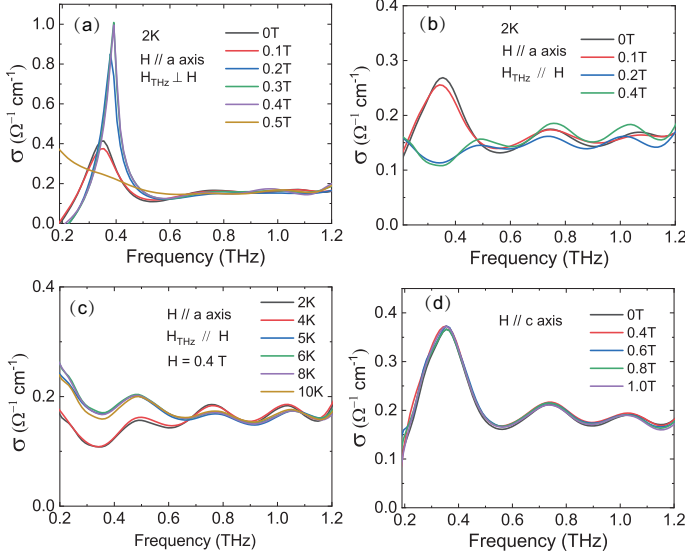 (a)
2K
H // a axis
H_THz ⊥ H
0T
0.1T
0.2T
0.3T
0.4T
0.5T
σ (Ω⁻¹ cm⁻¹)
1.0
0.8
0.6
0.4
0.2
0.0
0.2 0.4 0.6 0.8 1.0 1.2
Frequency (THz)
(b)
2K
H // a axis
H_THz // H
0T
0.1T
0.2T
0.4T
σ (Ω⁻¹ cm⁻¹)
0.4
0.3
0.2
0.1
0.0
0.2 0.4 0.6 0.8 1.0 1.2
Frequency (THz)
(c)
H // a axis
H_THz // H
H = 0.4 T
2K
4K
5K
6K
8K
10K
σ (Ω⁻¹ cm⁻¹)
0.4
0.2
0.0
0.2 0.4 0.6 0.8 1.0 1.2
Frequency (THz)
(d)
H // c axis
0T
0.4T
0.6T
0.8T
1.0T
σ (Ω⁻¹ cm⁻¹)
0.4
0.3
0.2
0.1
0.0
0.2 0.4 0.6 0.8 1.0 1.2
Frequency (THz)